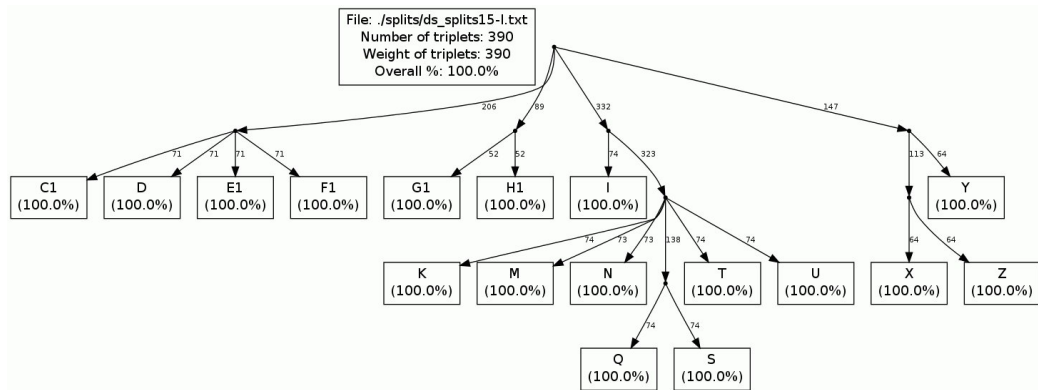 File: ./splits/ds_splits15-I.txt
Number of triplets: 390
Weight of triplets: 390
Overall %: 100.0%
206
89
332
147
71
71
71
71
52
52
74
323
113
64
C1
(100.0%)
D
(100.0%)
E1
(100.0%)
F1
(100.0%)
G1
(100.0%)
H1
(100.0%)
I
(100.0%)
Y
(100.0%)
74
73
73
138
74
74
64
64
K
(100.0%)
M
(100.0%)
N
(100.0%)
T
(100.0%)
U
(100.0%)
X
(100.0%)
Z
(100.0%)
74
74
Q
(100.0%)
S
(100.0%)